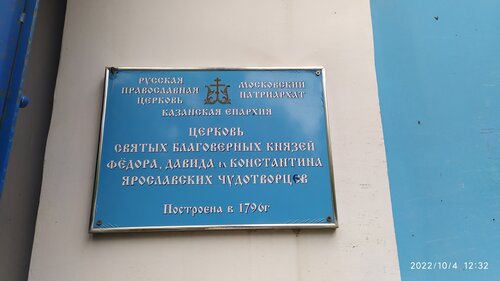 РУССКАЯ ПРАВОСЛАВНАЯ ЦЕРКОВЬ
МОСКОВСКИЙ ПАТРИАРХАТ
КАЗАНСКАЯ ЕПАРХИЯ
ЦЕРКОВЬ
СВЯТЫХ БЛАГОВЕРНЫХ КНЯЗЕЙ
ФЁДОРА, ДАВИДА и КОНСТАНТИНА
ЯРОСЛАВСКИХ ЧУДОТВОРЦЕВ
Построена в 1796г
2022/10/4 12:32